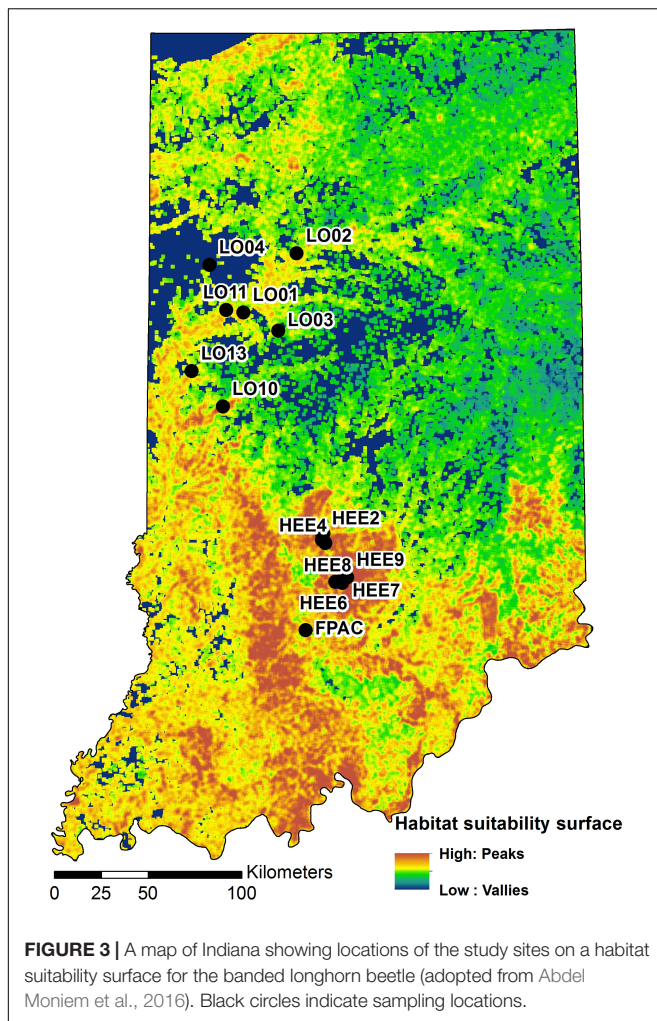 LO04
LO02
LO11
LO01
LO03
LO13
LO10
HEE4
HEE2
HEE8
HEE9
HEE6
HEE7
FPAC
Habitat suitability surface
High: Peaks
Low : Vallies
Kilometers
0 25 50 100
FIGURE 3 | A map of Indiana showing locations of the study sites on a habitat
suitability surface for the banded longhorn beetle (adopted from Abdel
Moniem et al., 2016). Black circles indicate sampling locations.